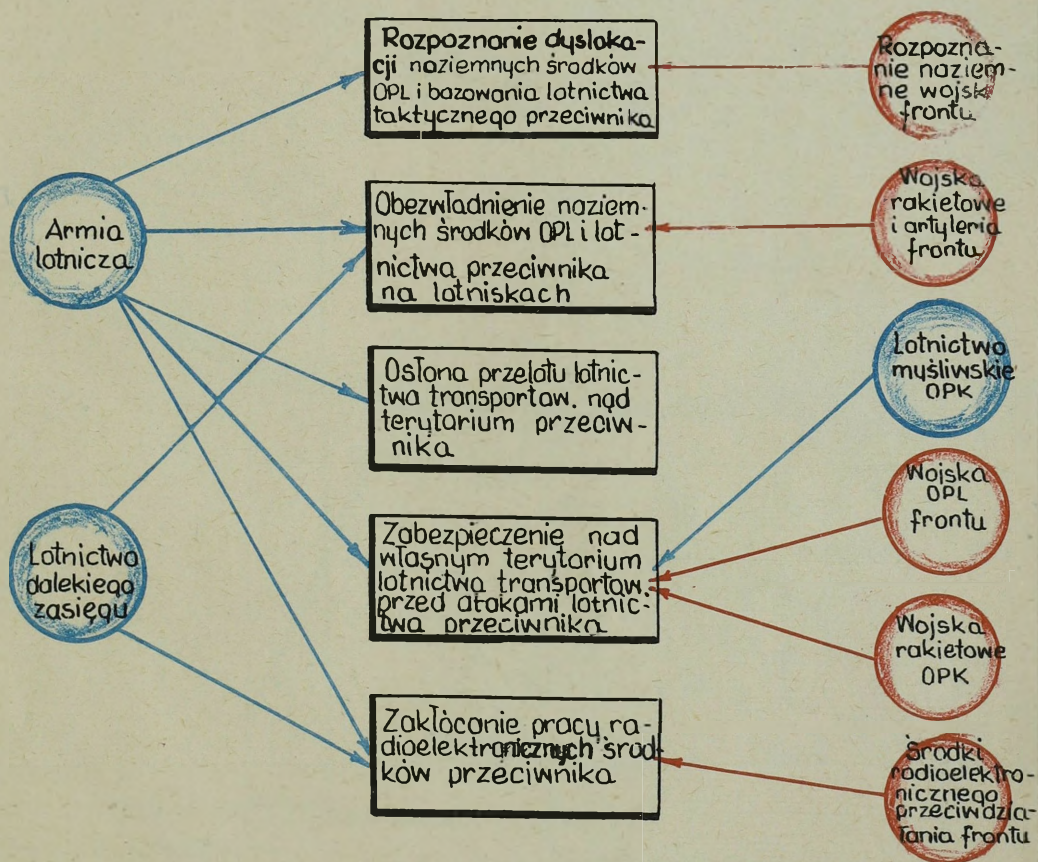 Armia
lotnicza
Lotnictwo
dalekiego
zasięgu
Rozpoznanie dysloka-
cji naziemnych środków
OPL i bazowania lotnictwa
taktycznego przeciwnika
Obezwładnienie naziem-
nych środków OPL i lot-
nictwa przeciwnika
na lotniskach
Osłona przelotu lotnic-
twa transportow. nad
terytorium przeciw-
nika
Zabezpieczenie nad
własnym terytorium
lotnictwa transportow.
przed atakami lotnic-
twa przeciwnika
Zakłócanie pracy ra-
dioelektronicznych środ-
ków przeciwnika
Rozpozna-
nie naziem-
ne wojsk
frontu
Wojska
rakietowe
i artyleria
frontu
Lotnictwo
myśliwskie
OPK
Wojska
OPL
frontu
Wojska
rakietowe
OPK
Środki
radioelektro-
nicznego
przeciwdzia-
łania frontu